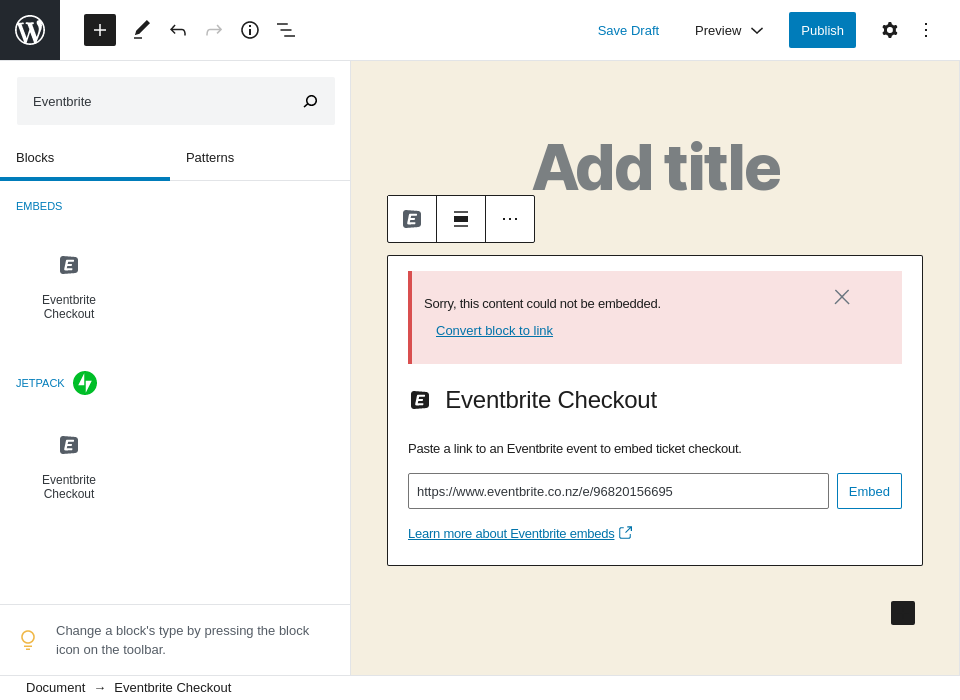 Save Draft
Preview
Publish
Eventbrite
Blocks
Patterns
EMBEDS
Eventbrite
Checkout
JETPACK
Eventbrite
Checkout
Change a block's type by pressing the block
icon on the toolbar.
Add title
Sorry, this content could not be embedded.
Convert block to link
Eventbrite Checkout
Paste a link to an Eventbrite event to embed ticket checkout.
https://www.eventbrite.co.nz/e/96820156695
Embed
Learn more about Eventbrite embeds
Document → Eventbrite Checkout